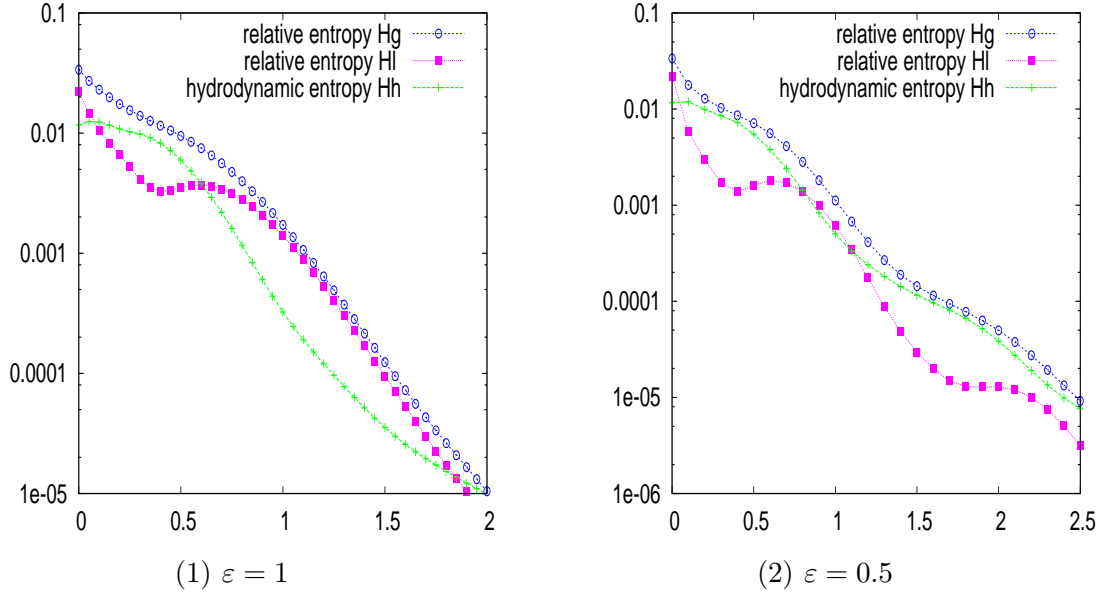 0.1
0.01
0.001
0.0001
1e-05
0
0.5
1
1.5
2
relative entropy Hg
relative entropy Hl
hydrodynamic entropy Hh
(1) ε = 1
0.1
0.01
0.001
0.0001
1e-05
1e-06
0
0.5
1
1.5
2
2.5
relative entropy Hg
relative entropy Hl
hydrodynamic entropy Hh
(2) ε = 0.5